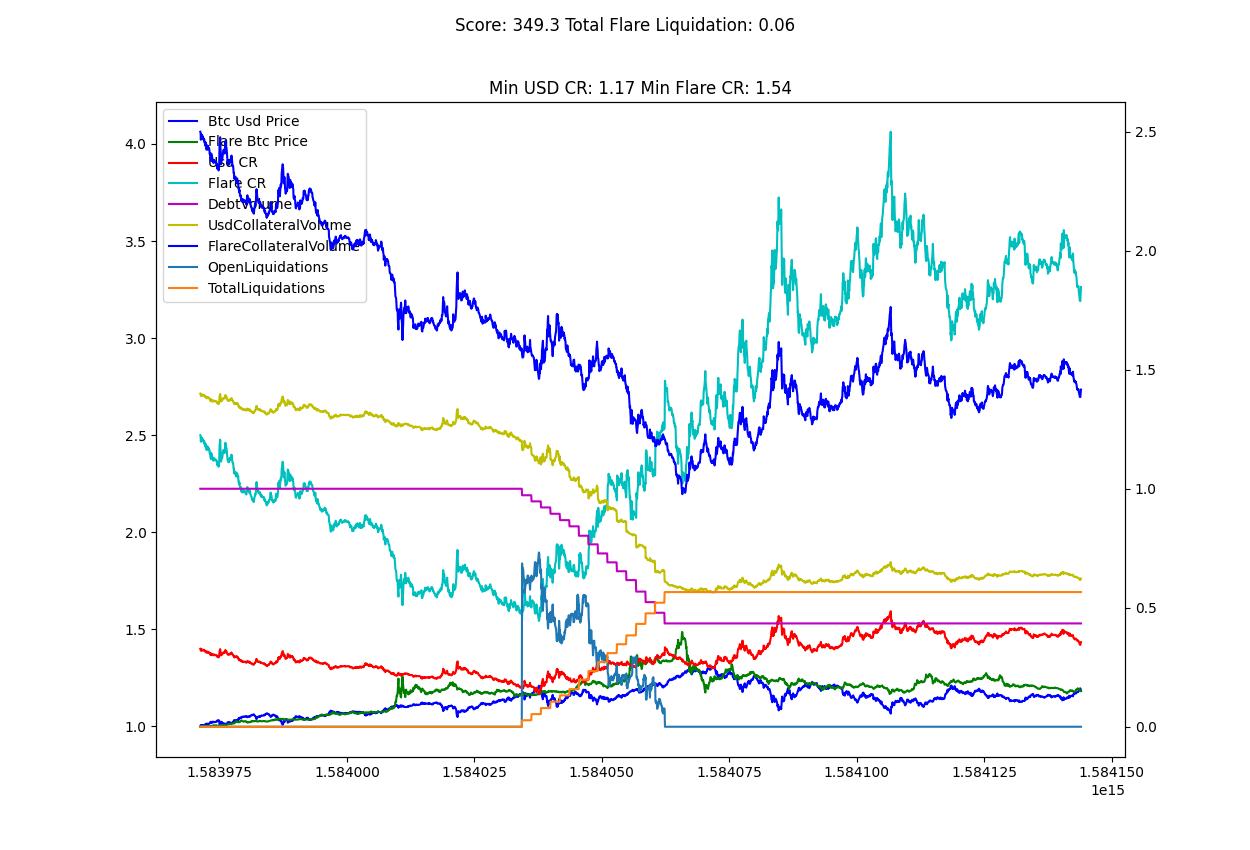 Score: 349.3 Total Flare Liquidation: 0.06
Min USD CR: 1.17 Min Flare CR: 1.54
Btc Usd Price
Flare Btc Price
Usd CR
Flare CR
DebtVolume
UsdCollateralVolume
FlareCollateralVolume
OpenLiquidations
TotalLiquidations
4.0
3.5
3.0
2.5
2.0
1.5
1.0
2.5
2.0
1.5
1.0
0.5
0.0
1.583975 1.584000 1.584025 1.584050 1.584075 1.584100 1.584125 1.584150
1e15